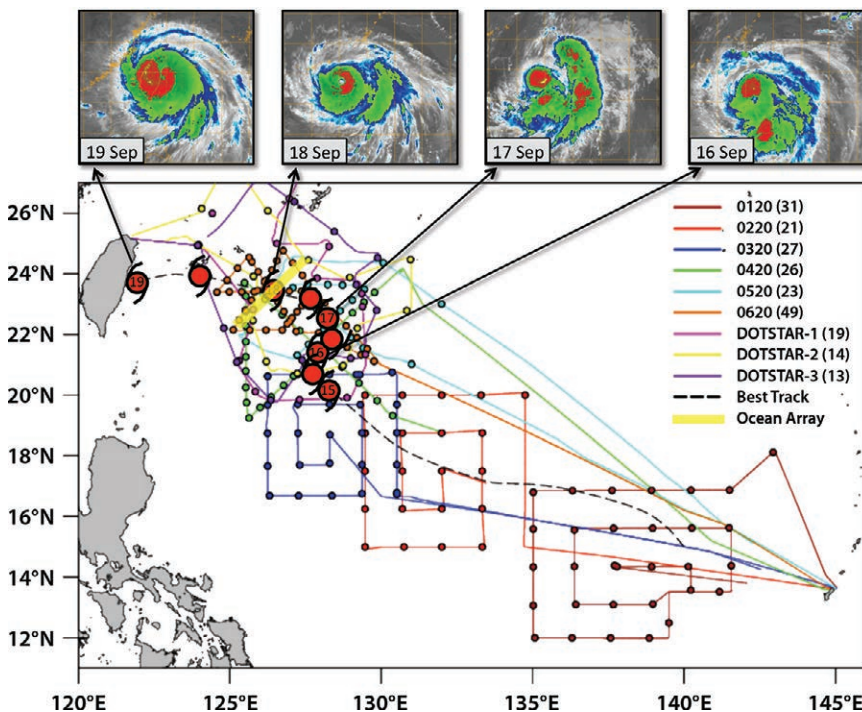 19 Sep
18 Sep
17 Sep
16 Sep
26°N
24°N
22°N
20°N
18°N
16°N
14°N
12°N
0120 (31)
0220 (21)
0320 (27)
0420 (26)
0520 (23)
0620 (49)
DOTSTAR-1 (19)
DOTSTAR-2 (14)
DOTSTAR-3 (13)
Best Track
Ocean Array
19
17
16
15
120°E
125°E
130°E
135°E
140°E
145°E